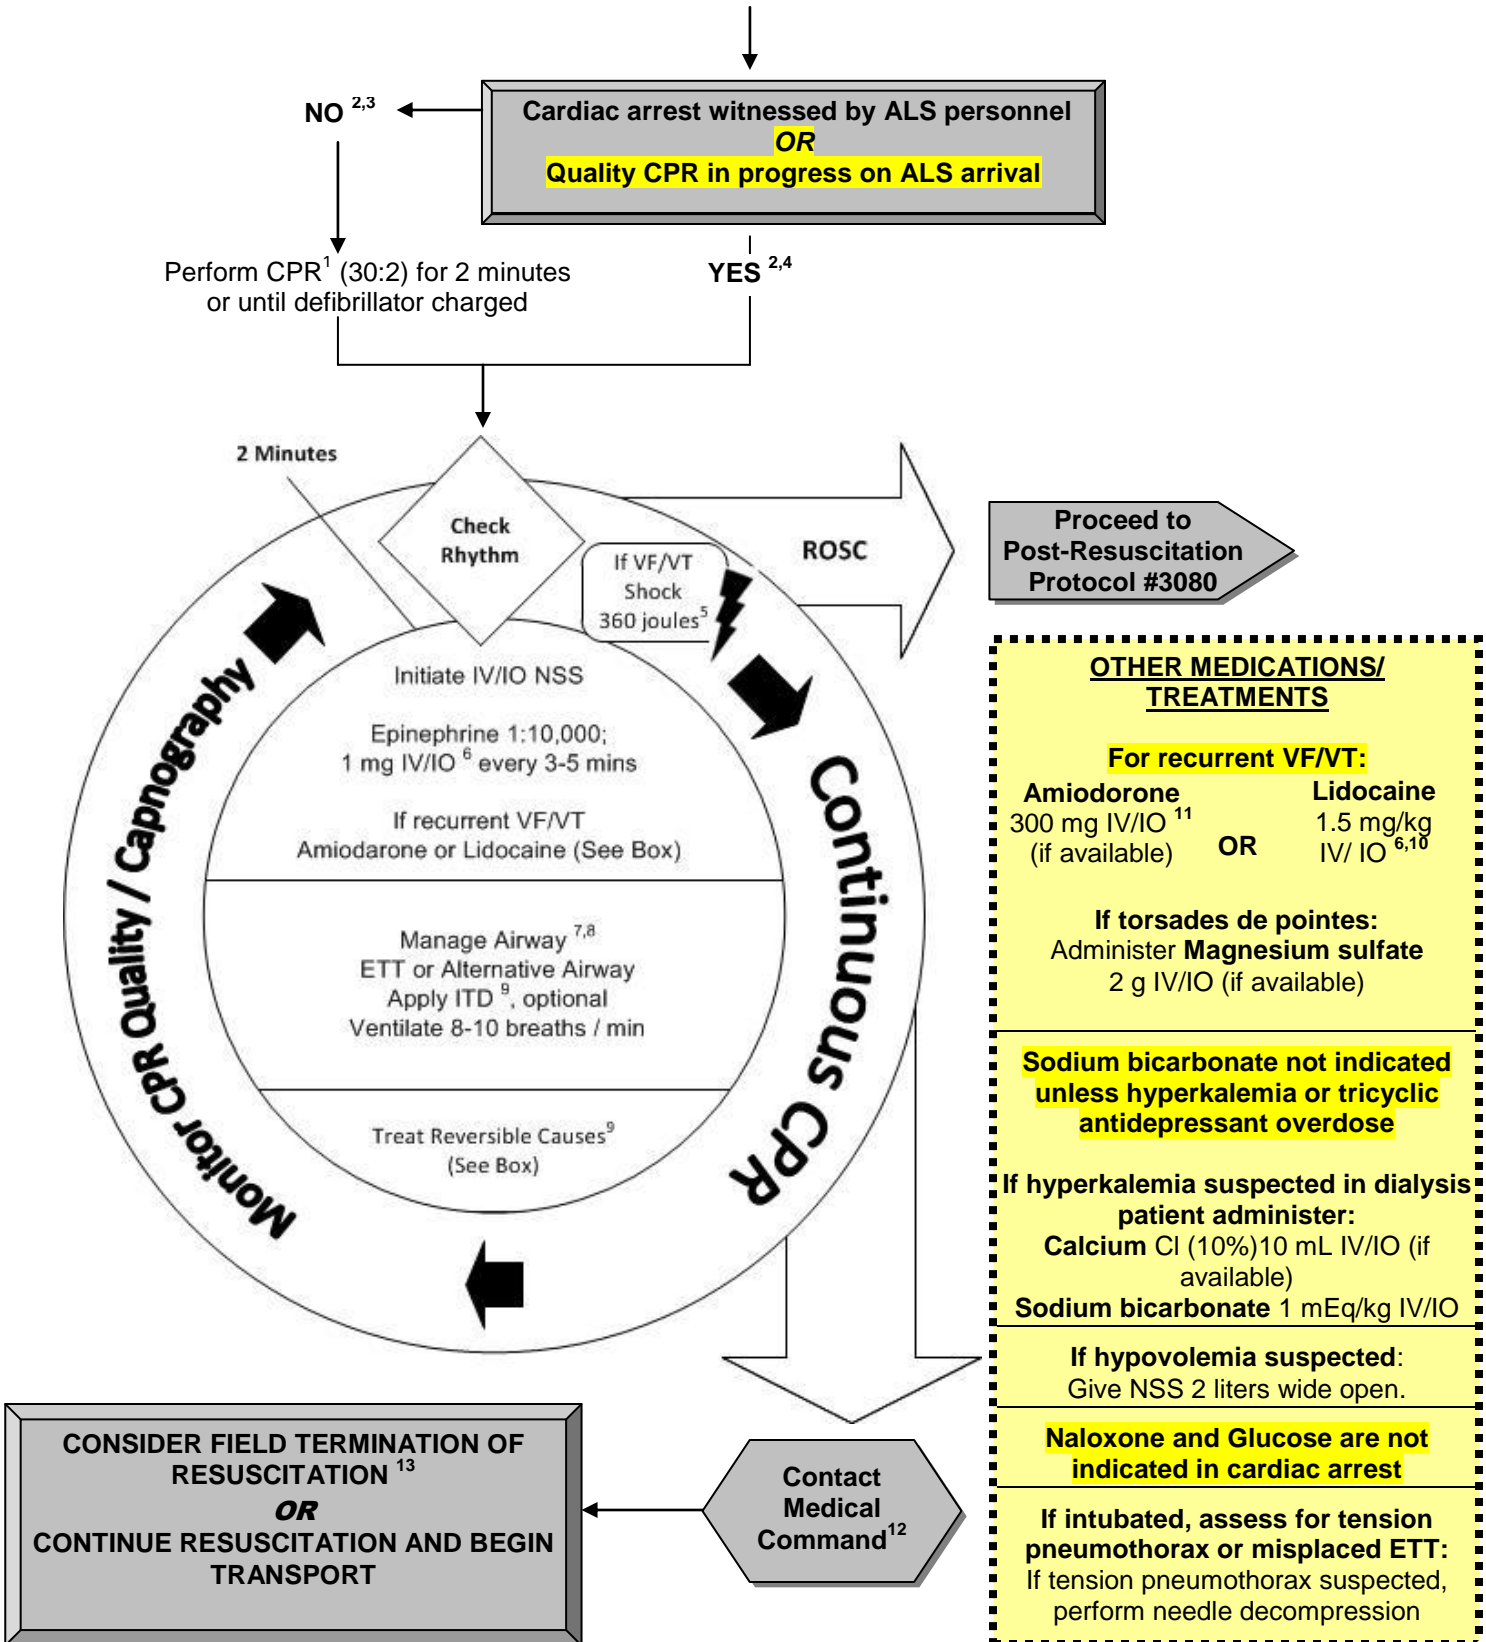 Cardiac arrest witnessed by ALS personnel
OR
Quality CPR in progress on ALS arrival
NO 2,3
YES 2,4
Perform CPR1 (30:2) for 2 minutes
or until defibrillator charged
2 Minutes
Check
Rhythm
If VF/VT
Shock
360 joules5
ROSC
Proceed to
Post-Resuscitation
Protocol #3080
Monitor CPR Quality / Capnography
Continuous CPR
Initiate IV/IO NSS
Epinephrine 1:10,000;
1 mg IV/IO 6 every 3-5 mins
If recurrent VF/VT
Amiodarone or Lidocaine (See Box)
Manage Airway 7,8
ETT or Alternative Airway
Apply ITD 9, optional
Ventilate 8-10 breaths / min
Treat Reversible Causes9
(See Box)
OTHER MEDICATIONS/
TREATMENTS
For recurrent VF/VT:
Amiodorone
300 mg IV/IO 11
(if available)
OR
Lidocaine
1.5 mg/kg
IV/ IO 6,10
If torsades de pointes:
Administer Magnesium sulfate
2 g IV/IO (if available)
Sodium bicarbonate not indicated
unless hyperkalemia or tricyclic
antidepressant overdose
If hyperkalemia suspected in dialysis
patient administer:
Calcium Cl (10%)10 mL IV/IO (if
available)
Sodium bicarbonate 1 mEq/kg IV/IO
If hypovolemia suspected:
Give NSS 2 liters wide open.
Naloxone and Glucose are not
indicated in cardiac arrest
If intubated, assess for tension
pneumothorax or misplaced ETT:
If tension pneumothorax suspected,
perform needle decompression
Contact
Medical
Command12
CONSIDER FIELD TERMINATION OF
RESUSCITATION 13
OR
CONTINUE RESUSCITATION AND BEGIN
TRANSPORT